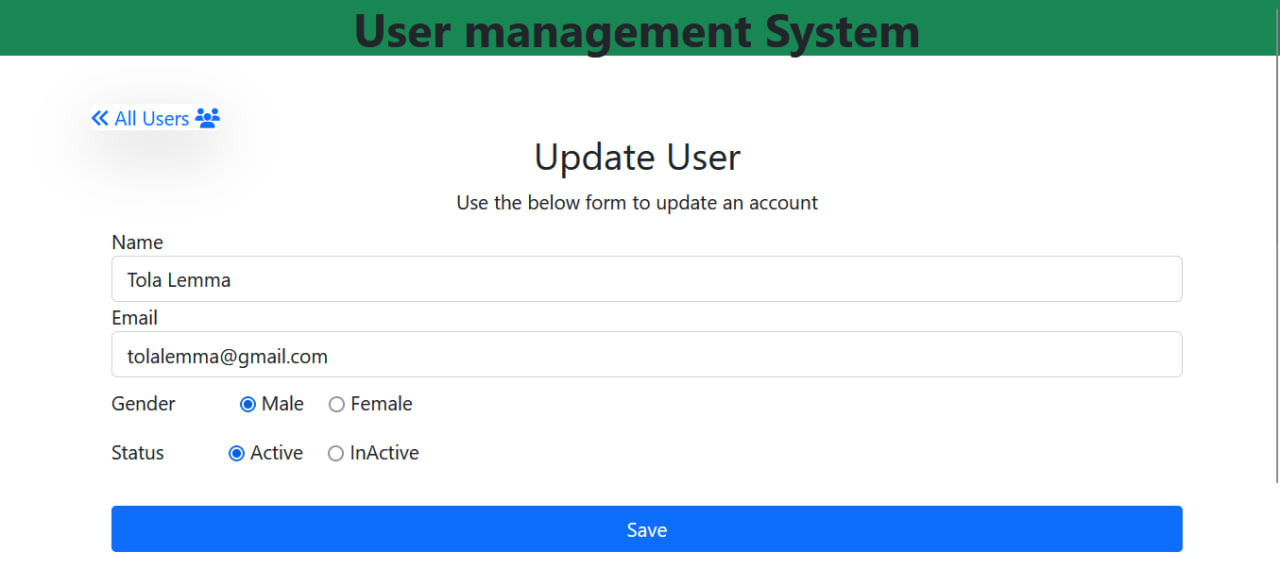 User management System
All Users
Update User
Use the below form to update an account
Name
Tola Lemma
Email
tolalemma@gmail.com
Gender Male Female
Status Active InActive
Save